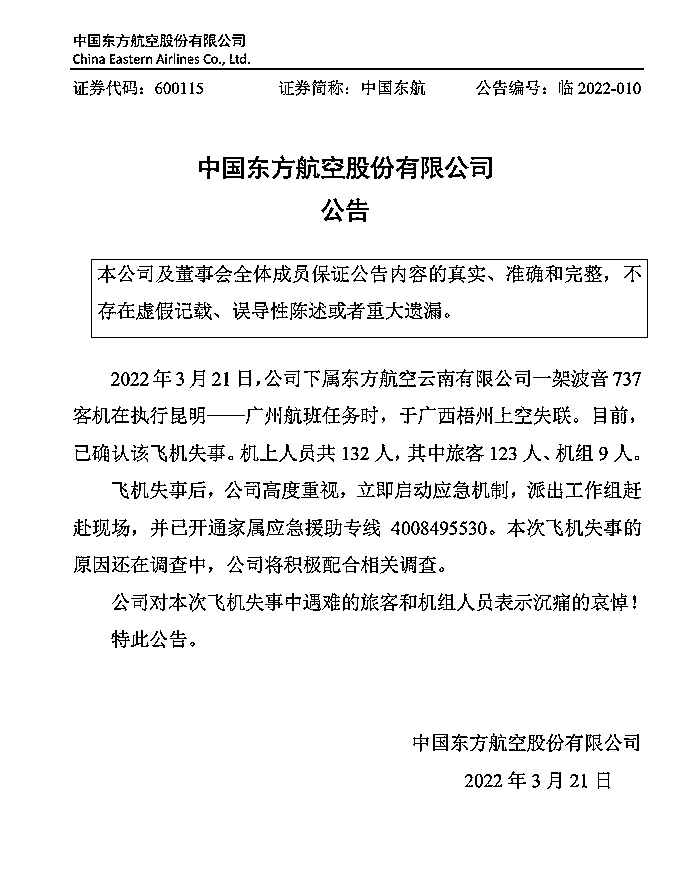 中国东方航空股份有限公司
China Eastern Airlines Co., Ltd.
证券代码：600115 证券简称：中国东航 公告编号：临 2022-010
中国东方航空股份有限公司
公告
本公司及董事会全体成员保证公告内容的真实、准确和完整，不
存在虚假记载、误导性陈述或者重大遗漏。
2022 年 3 月 21 日，公司下属东方航空云南有限公司一架波音 737
客机在执行昆明——广州航班任务时，于广西梧州上空失联。目前，
已确认该飞机失事。机上人员共 132 人，其中旅客 123 人、机组 9 人。
飞机失事后，公司高度重视，立即启动应急机制，派出工作组赶
赴现场，并已开通家属应急援助专线 4008495530。本次飞机失事的
原因还在调查中，公司将积极配合相关调查。
公司对本次飞机失事中遇难的旅客和机组人员表示沉痛的哀悼！
特此公告。
中国东方航空股份有限公司
2022 年 3 月 21 日